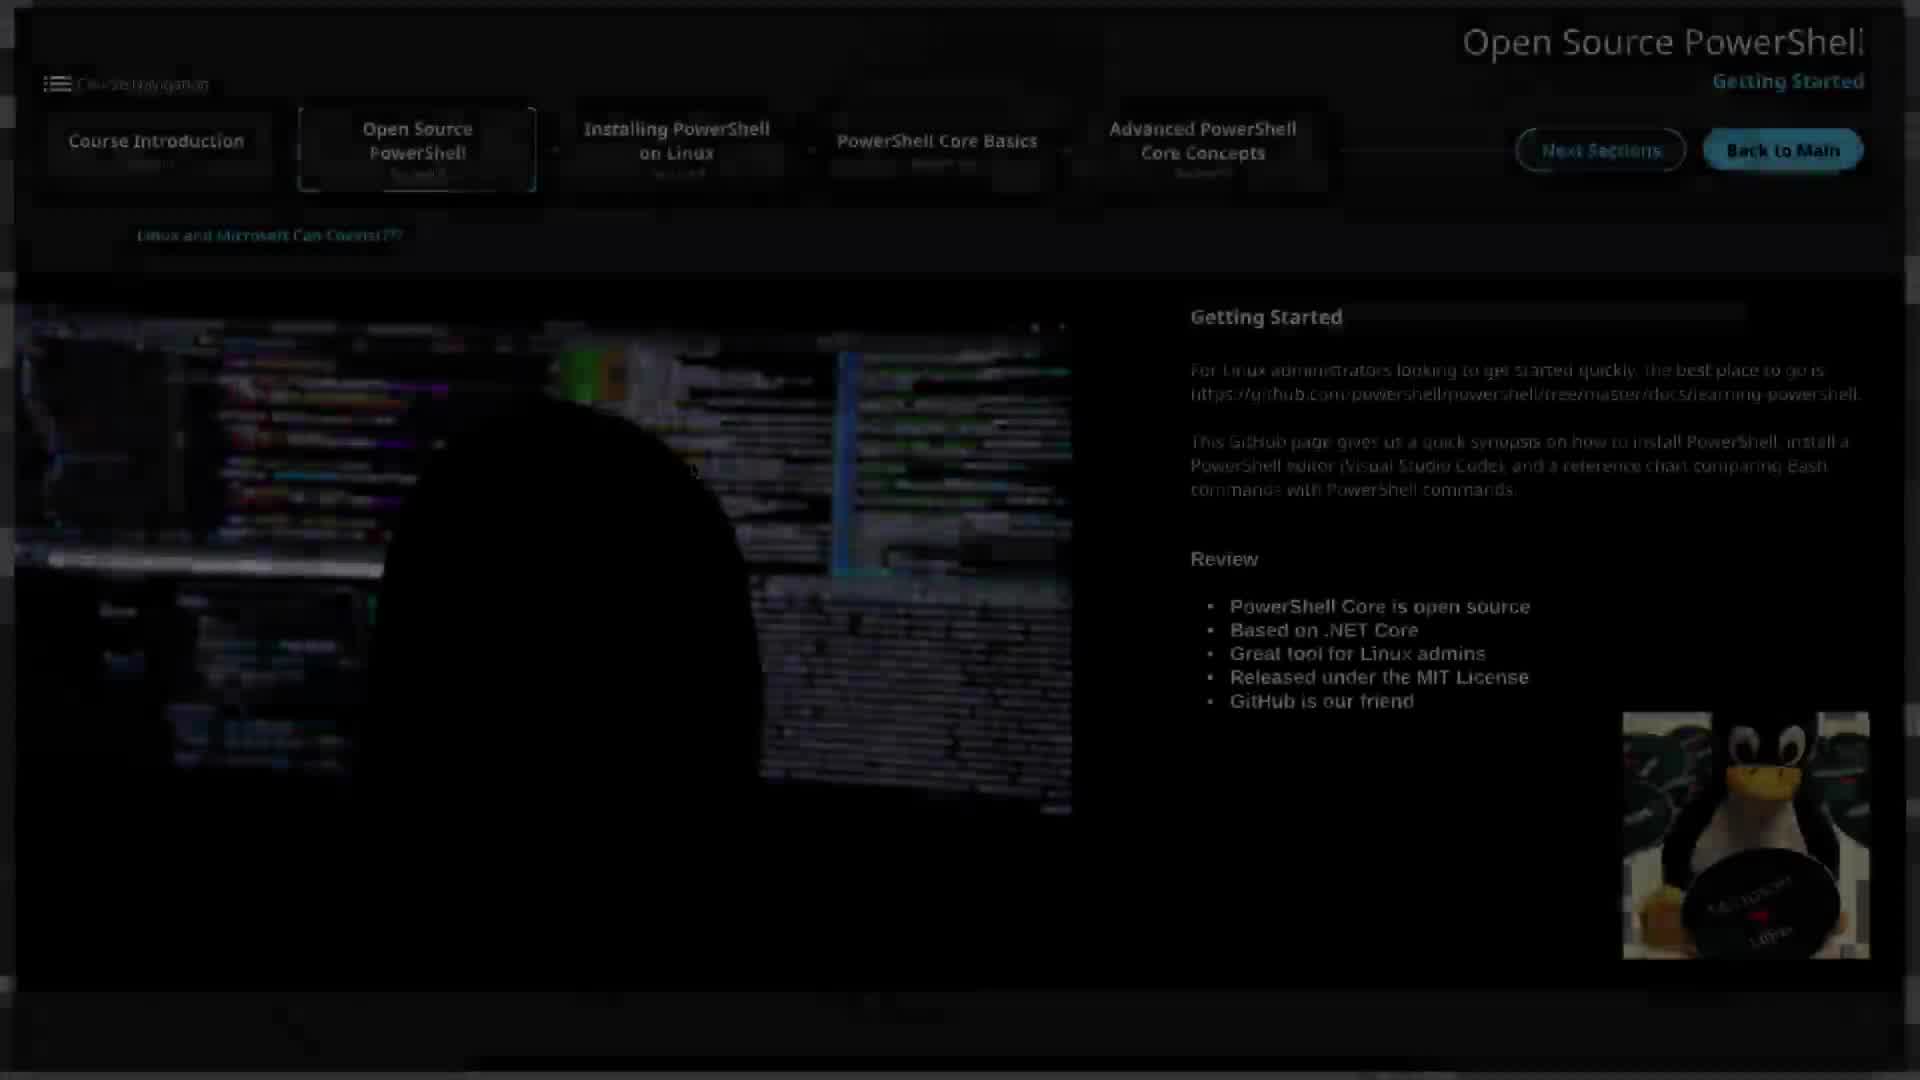 Open Source PowerShell
Getting Started
Course Navigation
Course Introduction
Open Source
PowerShell
Installing PowerShell
on Linux
PowerShell Core Basics
Advanced PowerShell
Core Concepts
Next Sections
Back to Main
Linux and Microsoft Can Coexist???
Getting Started
For Linux administrators looking to get started quickly, the best place to go is
https://github.com/powershell/powershell/tree/master/docs/learning-powershell.
This GitHub page gives us a quick synopsis on how to install PowerShell, install a
PowerShell editor (Visual Studio Code), and a reference chart comparing Bash
commands with PowerShell commands.
Review
• PowerShell Core is open source
• Based on .NET Core
• Great tool for Linux admins
• Released under the MIT License
• GitHub is our friend
Microsoft
Linux